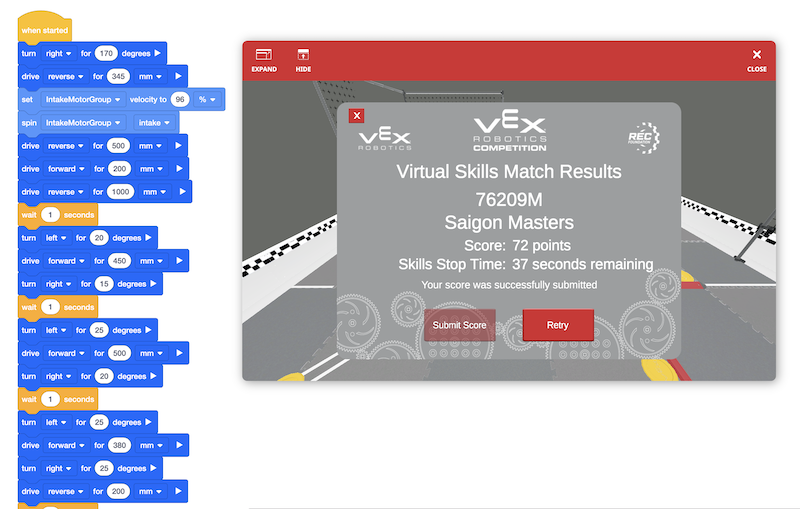 when started
turn right for 170 degrees
drive reverse for 345 mm
set IntakeMotorGroup velocity to 96 %
spin IntakeMotorGroup intake
drive reverse for 500 mm
drive forward for 200 mm
drive reverse for 1000 mm
wait 1 seconds
turn left for 20 degrees
drive forward for 450 mm
turn right for 15 degrees
wait 1 seconds
turn left for 25 degrees
drive forward for 500 mm
turn right for 20 degrees
wait 1 seconds
turn left for 25 degrees
drive forward for 380 mm
turn right for 25 degrees
drive reverse for 200 mm
EXPAND
HIDE
X
CLOSE
X
VEX
ROBOTICS
VEX
ROBOTICS
COMPETITION
REC
FOUNDATION
Virtual Skills Match Results
76209M
Saigon Masters
Score: 72 points
Skills Stop Time: 37 seconds remaining
Your score was successfully submitted
Submit Score
Retry